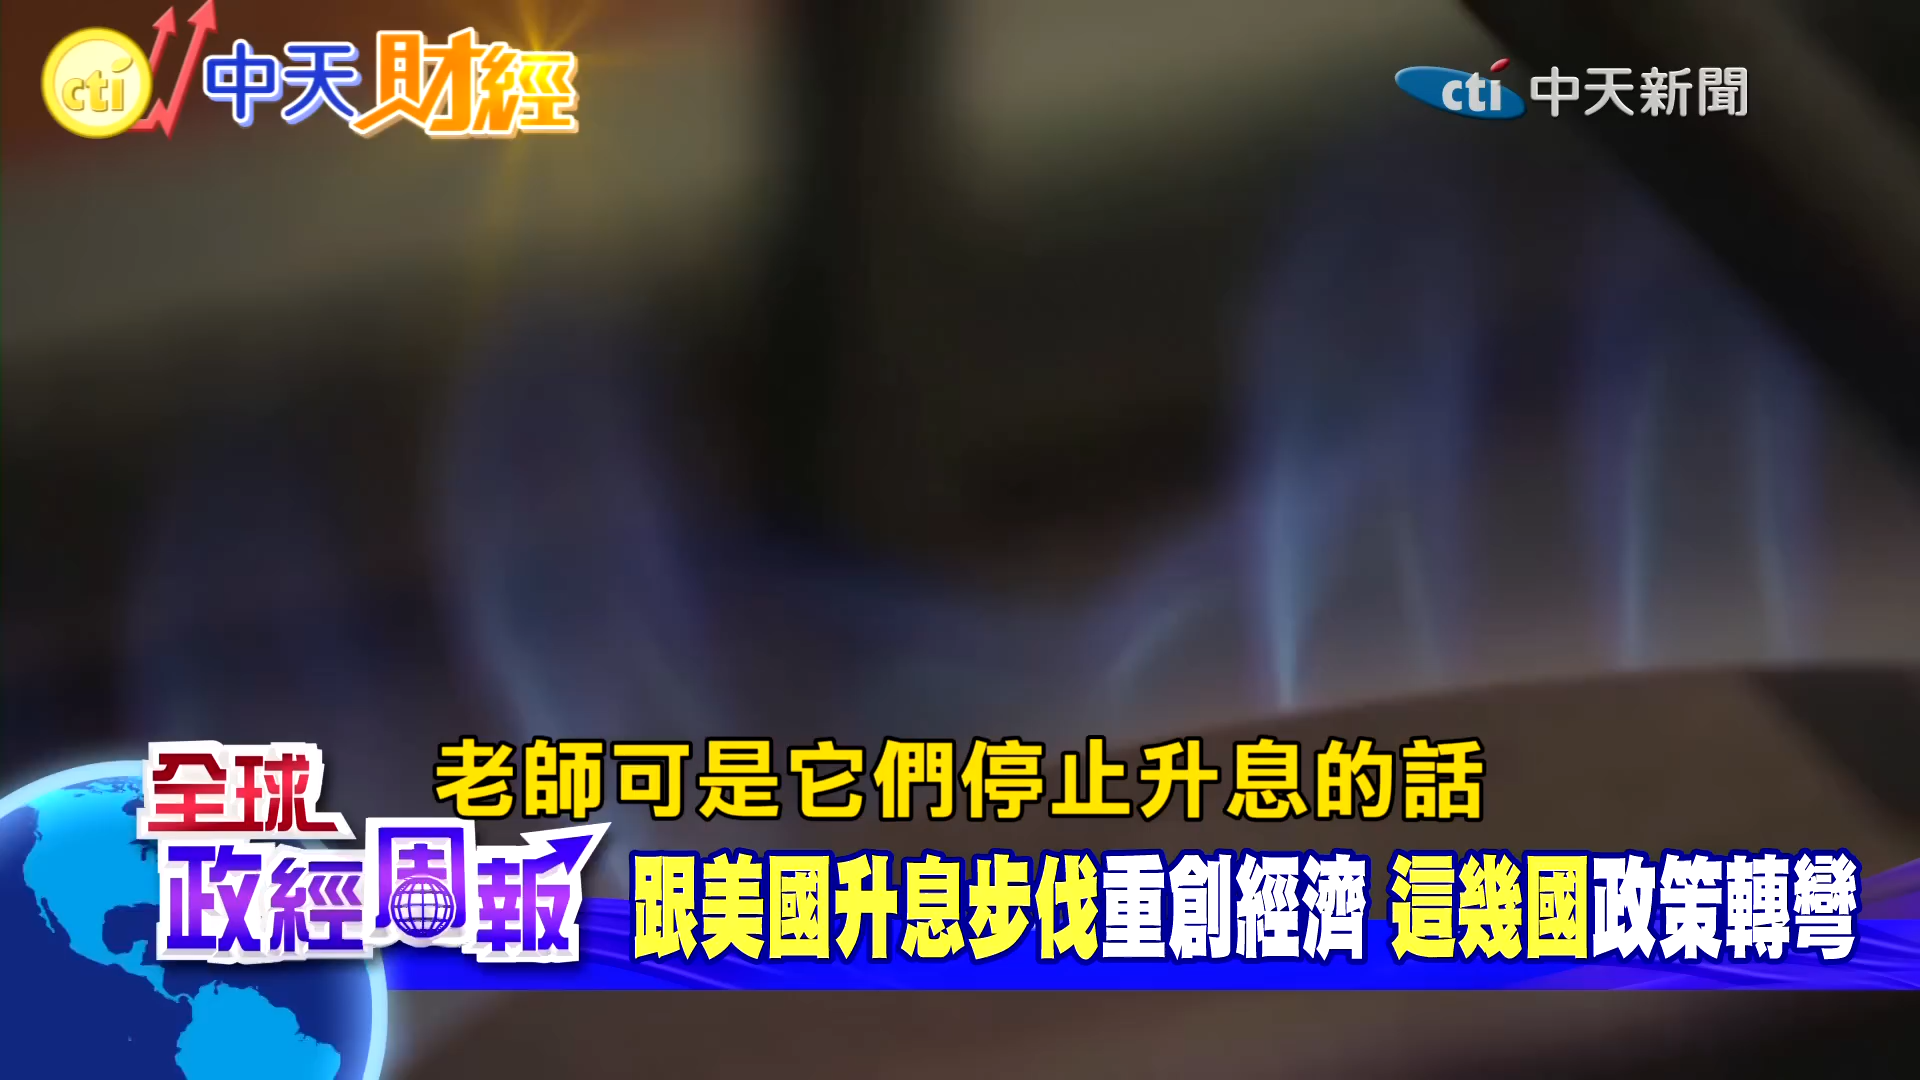 cti 中天財經
cti 中天新聞
老師可是它們停止升息的話
全球
政經周報
跟美國升息步伐重創經濟 這幾國政策轉彎